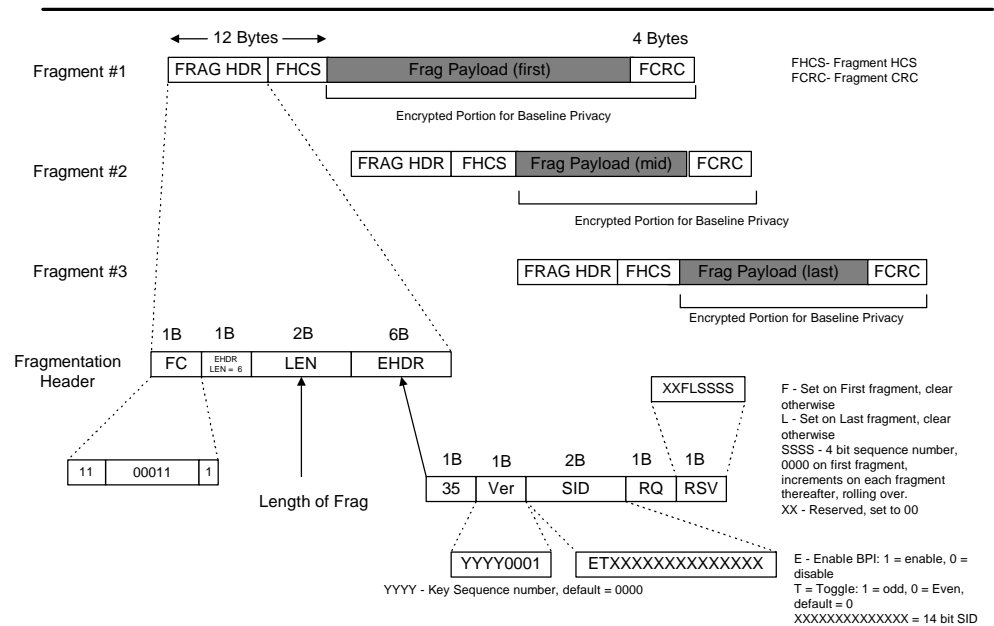 12 Bytes
4 Bytes
Fragment #1
FRAG HDR
FHCS
Frag Payload (first)
FCRC
FHCS- Fragment HCS
FCRC- Fragment CRC
Encrypted Portion for Baseline Privacy
Fragment #2
FRAG HDR
FHCS
Frag Payload (mid)
FCRC
Encrypted Portion for Baseline Privacy
Fragment #3
FRAG HDR
FHCS
Frag Payload (last)
FCRC
Encrypted Portion for Baseline Privacy
1B
1B
2B
6B
Fragmentation
Header
FC
EHDR
LEN = 6
LEN
EHDR
XXFLSSSS
F - Set on First fragment, clear
otherwise
L - Set on Last fragment, clear
otherwise
SSSS - 4 bit sequence number,
0000 on first fragment,
increments on each fragment
thereafter, rolling over.
XX - Reserved, set to 00
11
00011
1
Length of Frag
1B
1B
2B
1B
1B
35
Ver
SID
RQ
RSV
YYYY0001
ETXXXXXXXXXXXXXX
YYYY - Key Sequence number, default = 0000
E - Enable BPI: 1 = enable, 0 =
disable
T = Toggle: 1 = odd, 0 = Even,
default = 0
XXXXXXXXXXXXXX = 14 bit SID